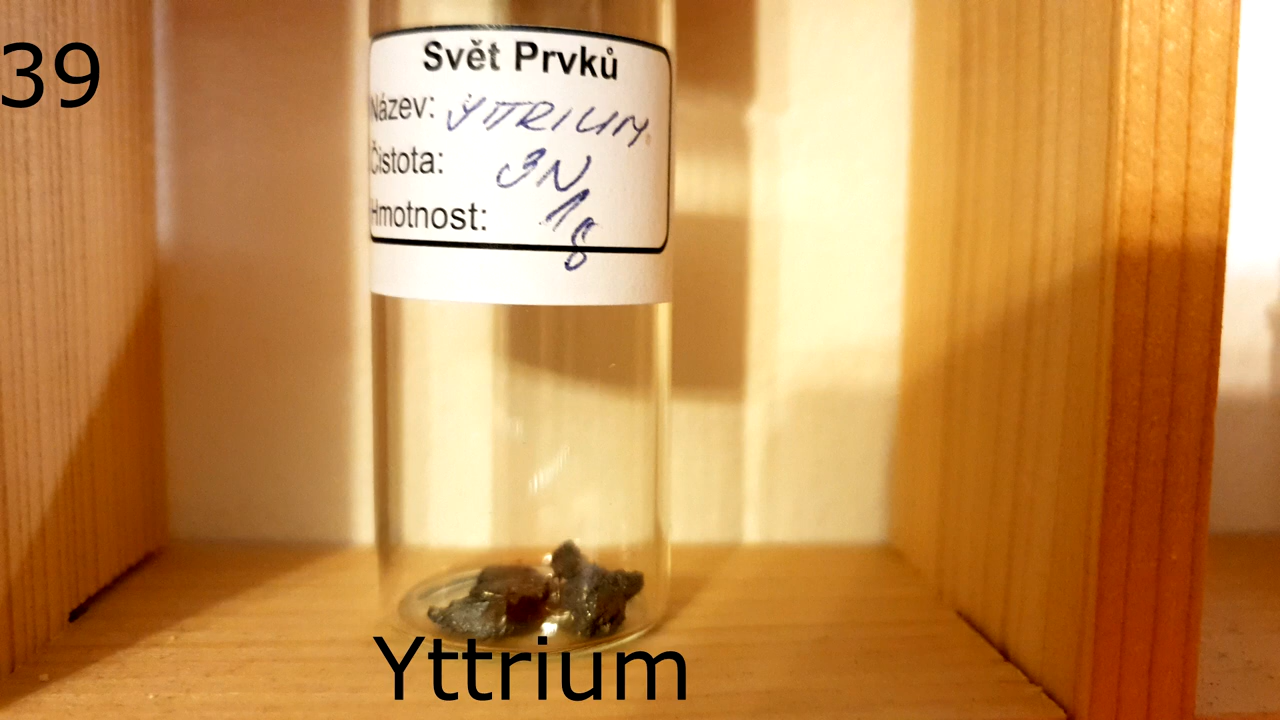 39
Svět Prvků
Název: YTTRIUM
Čistota: 3N
Hmotnost: 1g
Yttrium